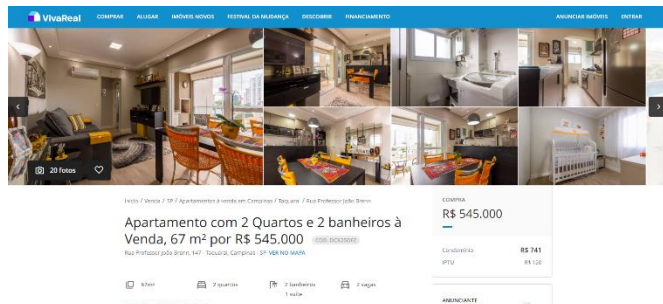 VivaReal
COMPRAR ALUGAR IMÓVEIS NOVOS FESTIVAL DA MUDANÇA DESCOBRIR FINANCIAMENTO ANUNCIAR IMÓVEIS ENTRAR
20 fotos
Início / Venda / SP / Apartamentos à venda em Campinas / Taquaral / Rua Professor João Brenn
COMPRA
R$ 545.000
Apartamento com 2 Quartos e 2 banheiros à
Venda, 67 m² por R$ 545.000
Rua Professor João Brenn, 147 - Taquaral, Campinas - SP VER NO MAPA
Condomínio R$ 741
IPTU R$ 120
67m² 2 quartos 2 banheiros 2 vagas
1 suíte
ANUNCIANTE